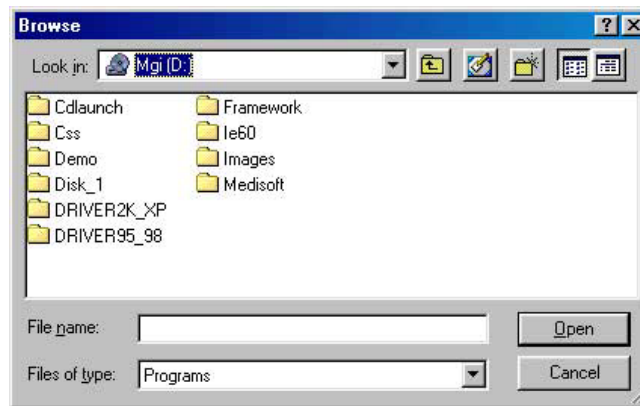 Browse
Look in: Mgi (D:)
Cdlaunch
Css
Demo
Disk_1
DRIVER2K_XP
DRIVER95_98
Framework
Ie60
Images
Medisoft
File name:
Open
Files of type: Programs
Cancel